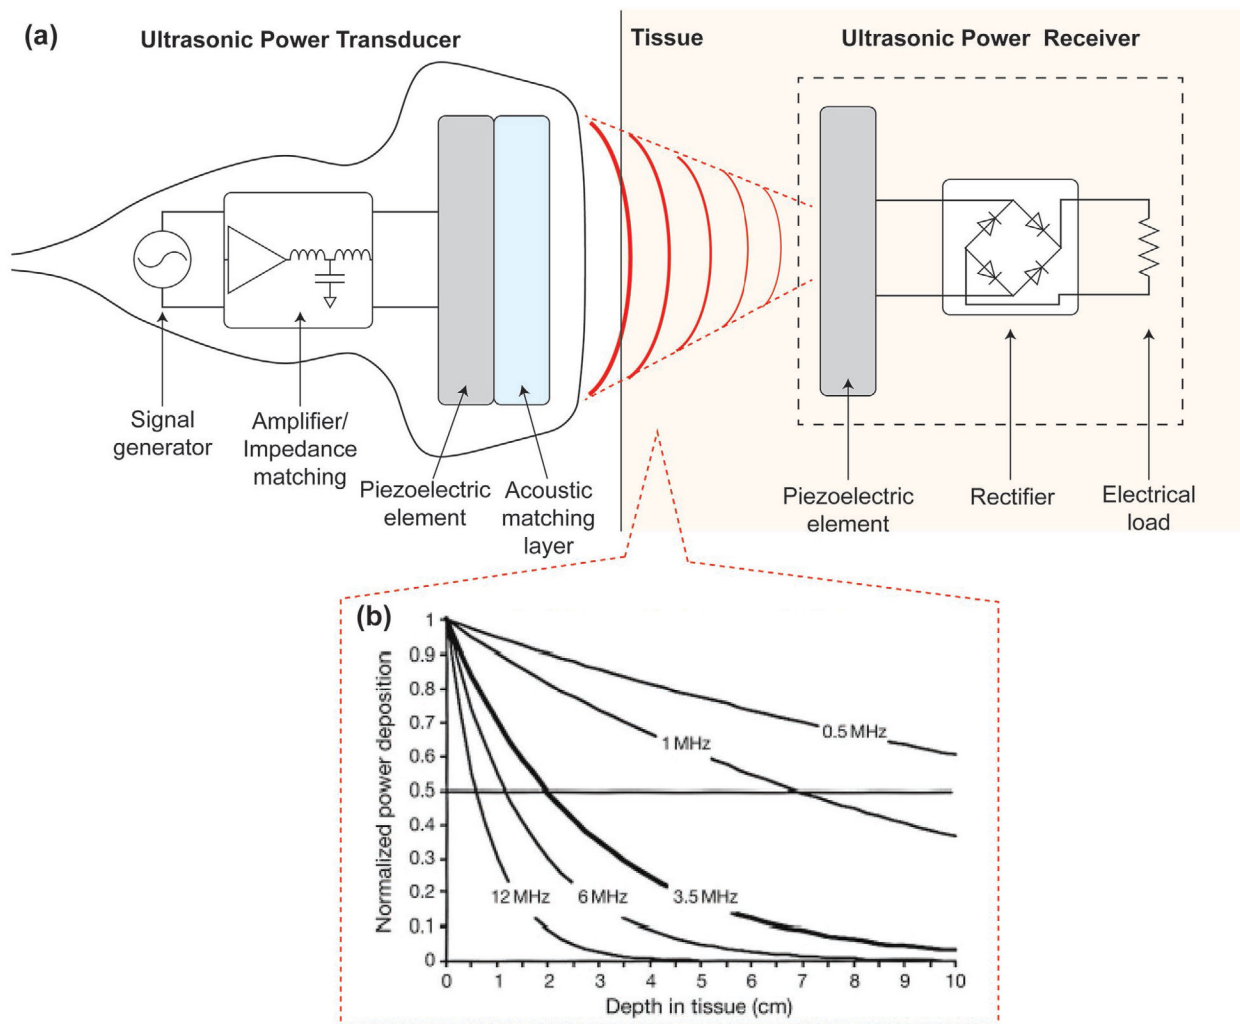 (a)
Ultrasonic Power Transducer
Tissue
Ultrasonic Power Receiver
Signal
generator
Amplifier/
Impedance
matching
Piezoelectric
element
Acoustic
matching
layer
Piezoelectric
element
Rectifier
Electrical
load
(b)
Normalized power deposition
1
0.9
0.8
0.7
0.6
0.5
0.4
0.3
0.2
0.1
0
0.5 MHz
1 MHz
12 MHz
6 MHz
3.5 MHz
0 1 2 3 4 5 6 7 8 9 10
Depth in tissue (cm)